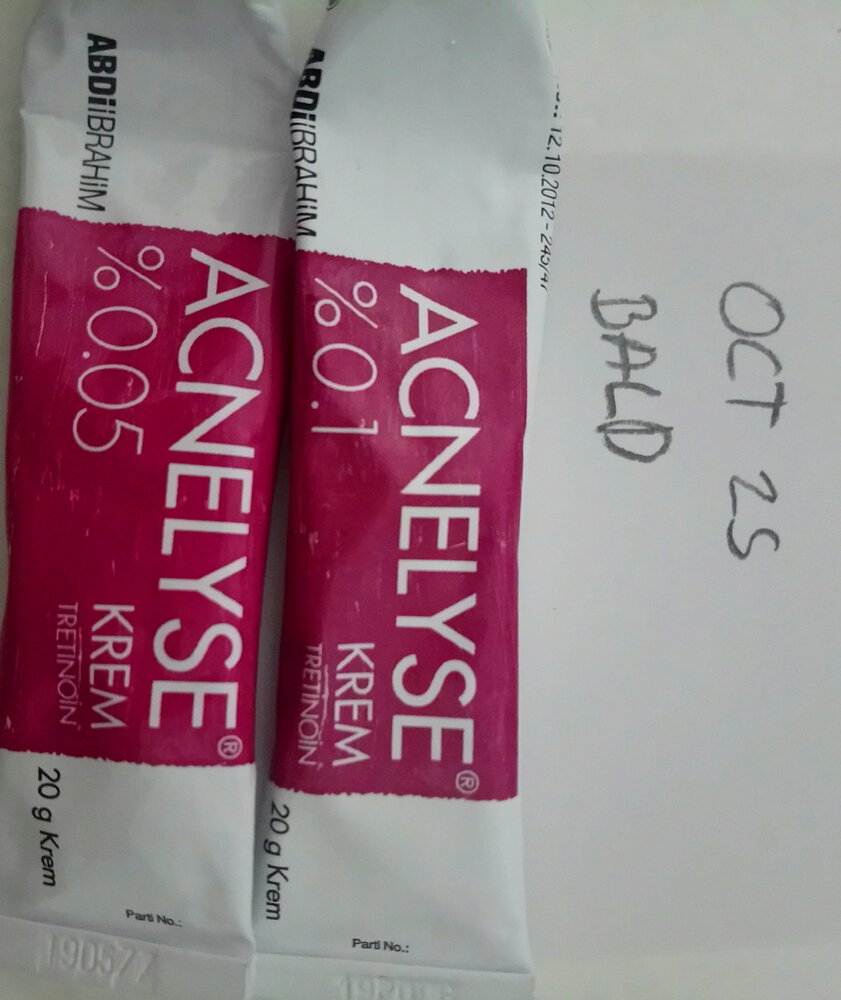 ABDİİBRAHİM
ACNELYSE®
%0.05
KREM
TRETİNOİN
20 g Krem
Parti No.:
19D577
ABDİİBRAHİM
ACNELYSE®
%0.1
KREM
TRETİNOİN
20 g Krem
Parti No.:
12.10.2012 -
OCT 25
BALD